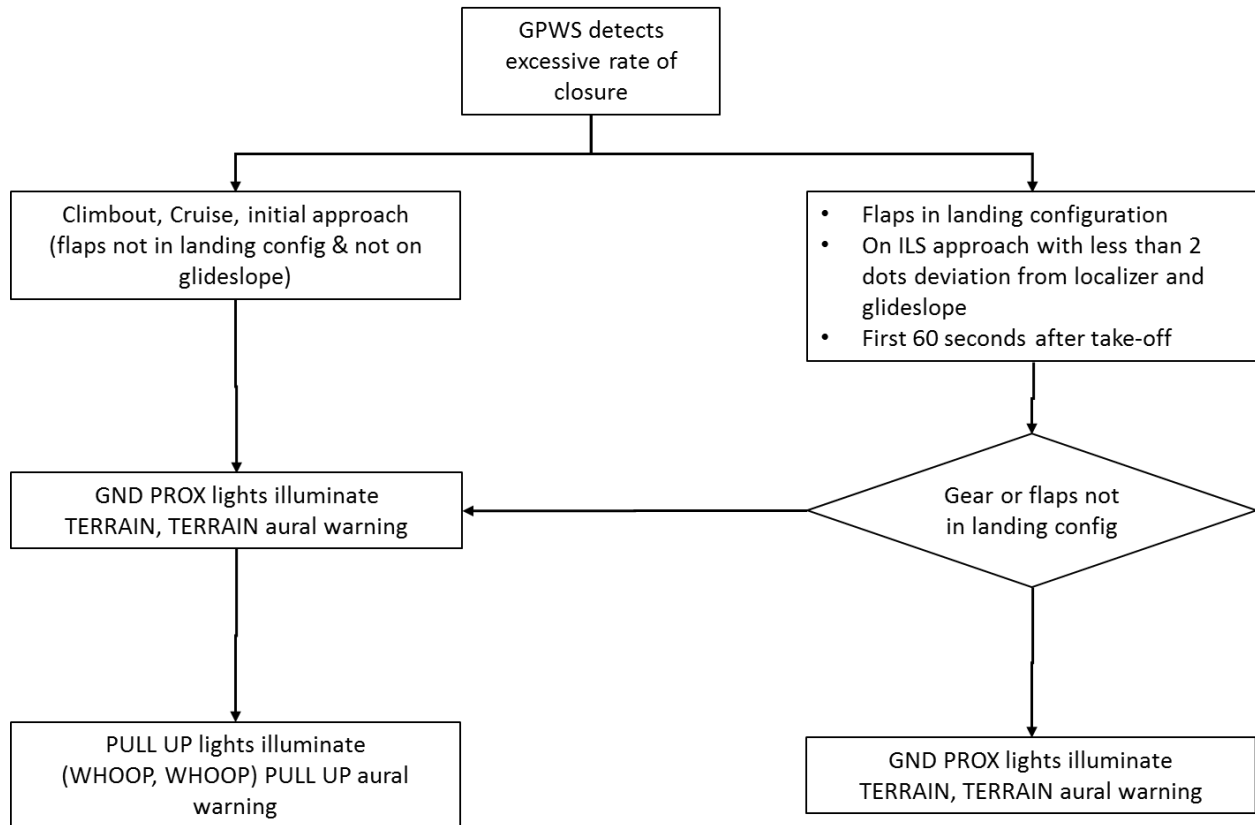 GPWS detects
excessive rate of
closure
Climbout, Cruise, initial approach
(flaps not in landing config & not on
glideslope)
• Flaps in landing configuration
• On ILS approach with less than 2
dots deviation from localizer and
glideslope
• First 60 seconds after take-off
GND PROX lights illuminate
TERRAIN, TERRAIN aural warning
Gear or flaps not
in landing config
PULL UP lights illuminate
(WHOOP, WHOOP) PULL UP aural
warning
GND PROX lights illuminate
TERRAIN, TERRAIN aural warning